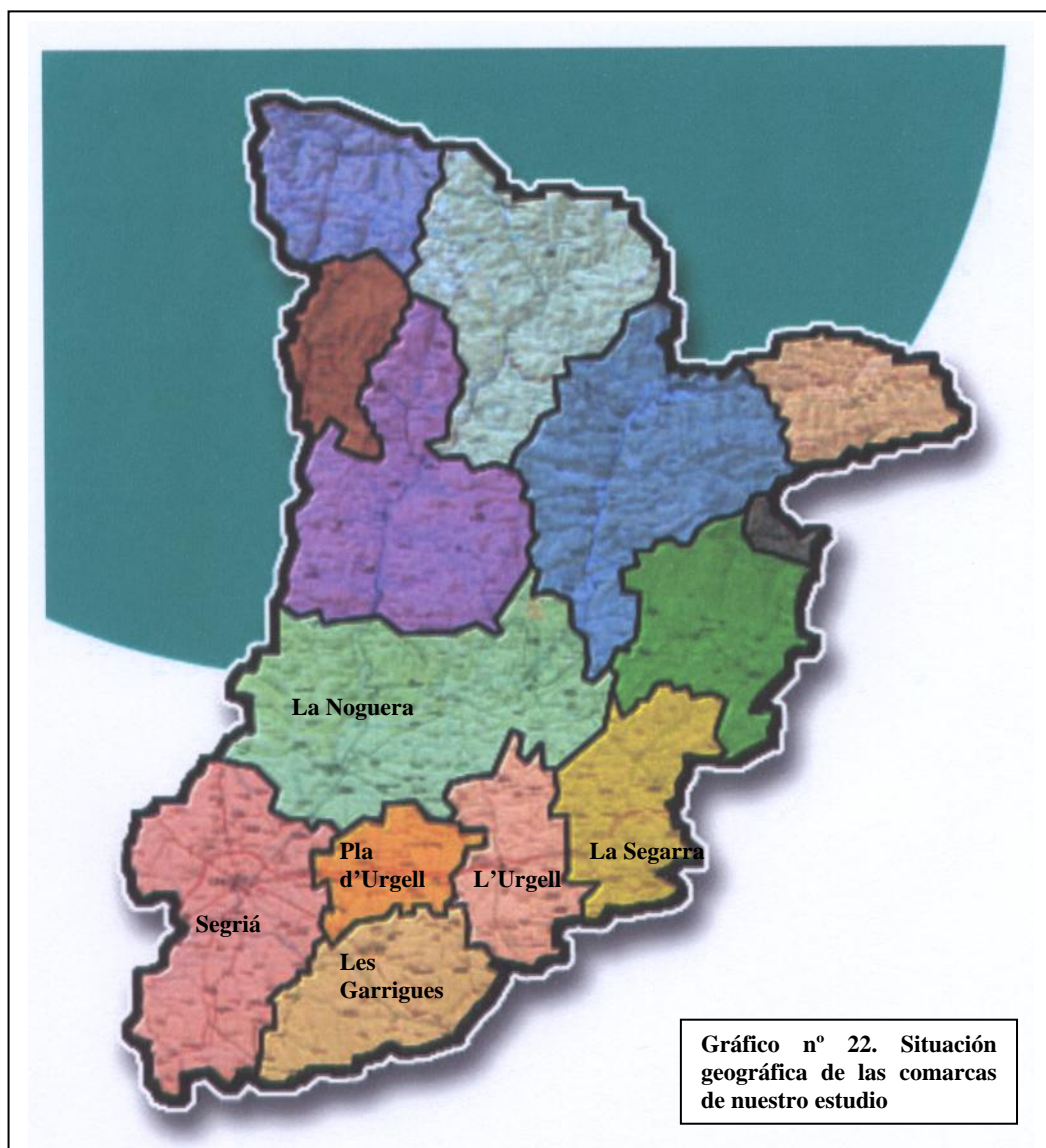 La Noguera
Pla
d’Urgell
L’Urgell
La Segarra
Segriá
Les
Garrigues
Gráfico nº 22. Situación
geográfica de las comarcas
de nuestro estudio